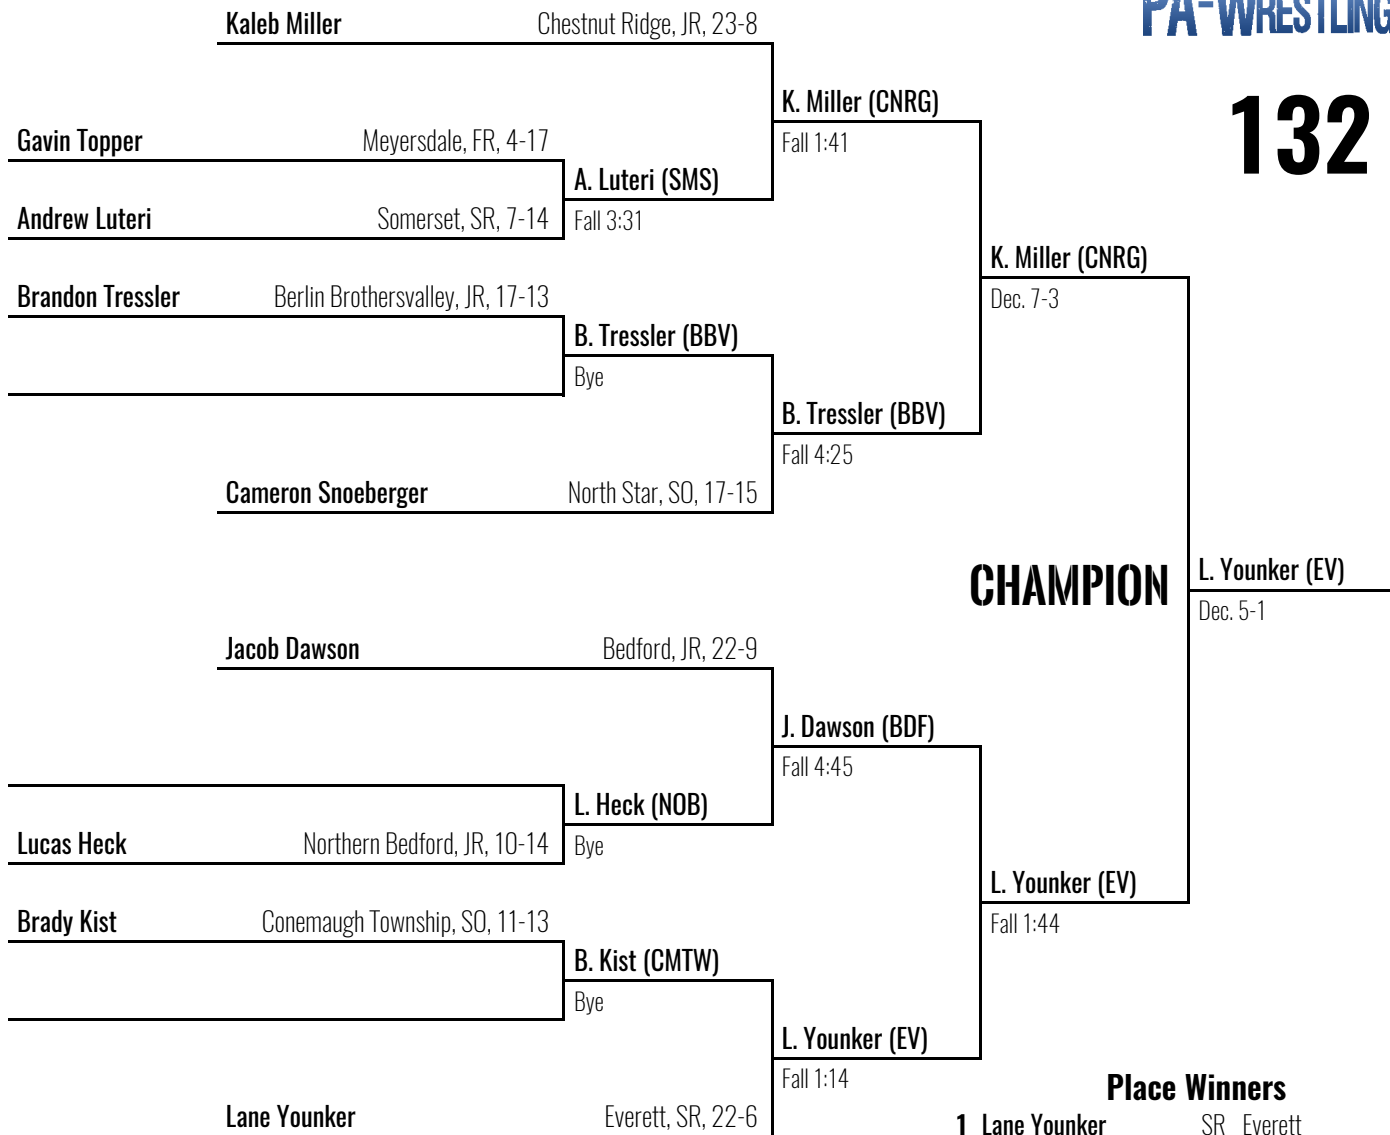 PA-WRESTLING
132
Kaleb Miller Chestnut Ridge, JR, 23-8
K. Miller (CNRG)
Fall 1:41
Gavin Topper Meyersdale, FR, 4-17
A. Luteri (SMS)
Fall 3:31
Andrew Luteri Somerset, SR, 7-14
K. Miller (CNRG)
Dec. 7-3
Brandon Tressler Berlin Brothersvalley, JR, 17-13
B. Tressler (BBV)
Bye
B. Tressler (BBV)
Fall 4:25
Cameron Snoeberger North Star, SO, 17-15
CHAMPION
L. Younker (EV)
Dec. 5-1
Jacob Dawson Bedford, JR, 22-9
J. Dawson (BDF)
Fall 4:45
L. Heck (NOB)
Bye
Lucas Heck Northern Bedford, JR, 10-14
L. Younker (EV)
Fall 1:44
Brady Kist Conemaugh Township, SO, 11-13
B. Kist (CMTW)
Bye
L. Younker (EV)
Fall 1:14
Lane Younker Everett, SR, 22-6
Place Winners
1 Lane Younker SR Everett